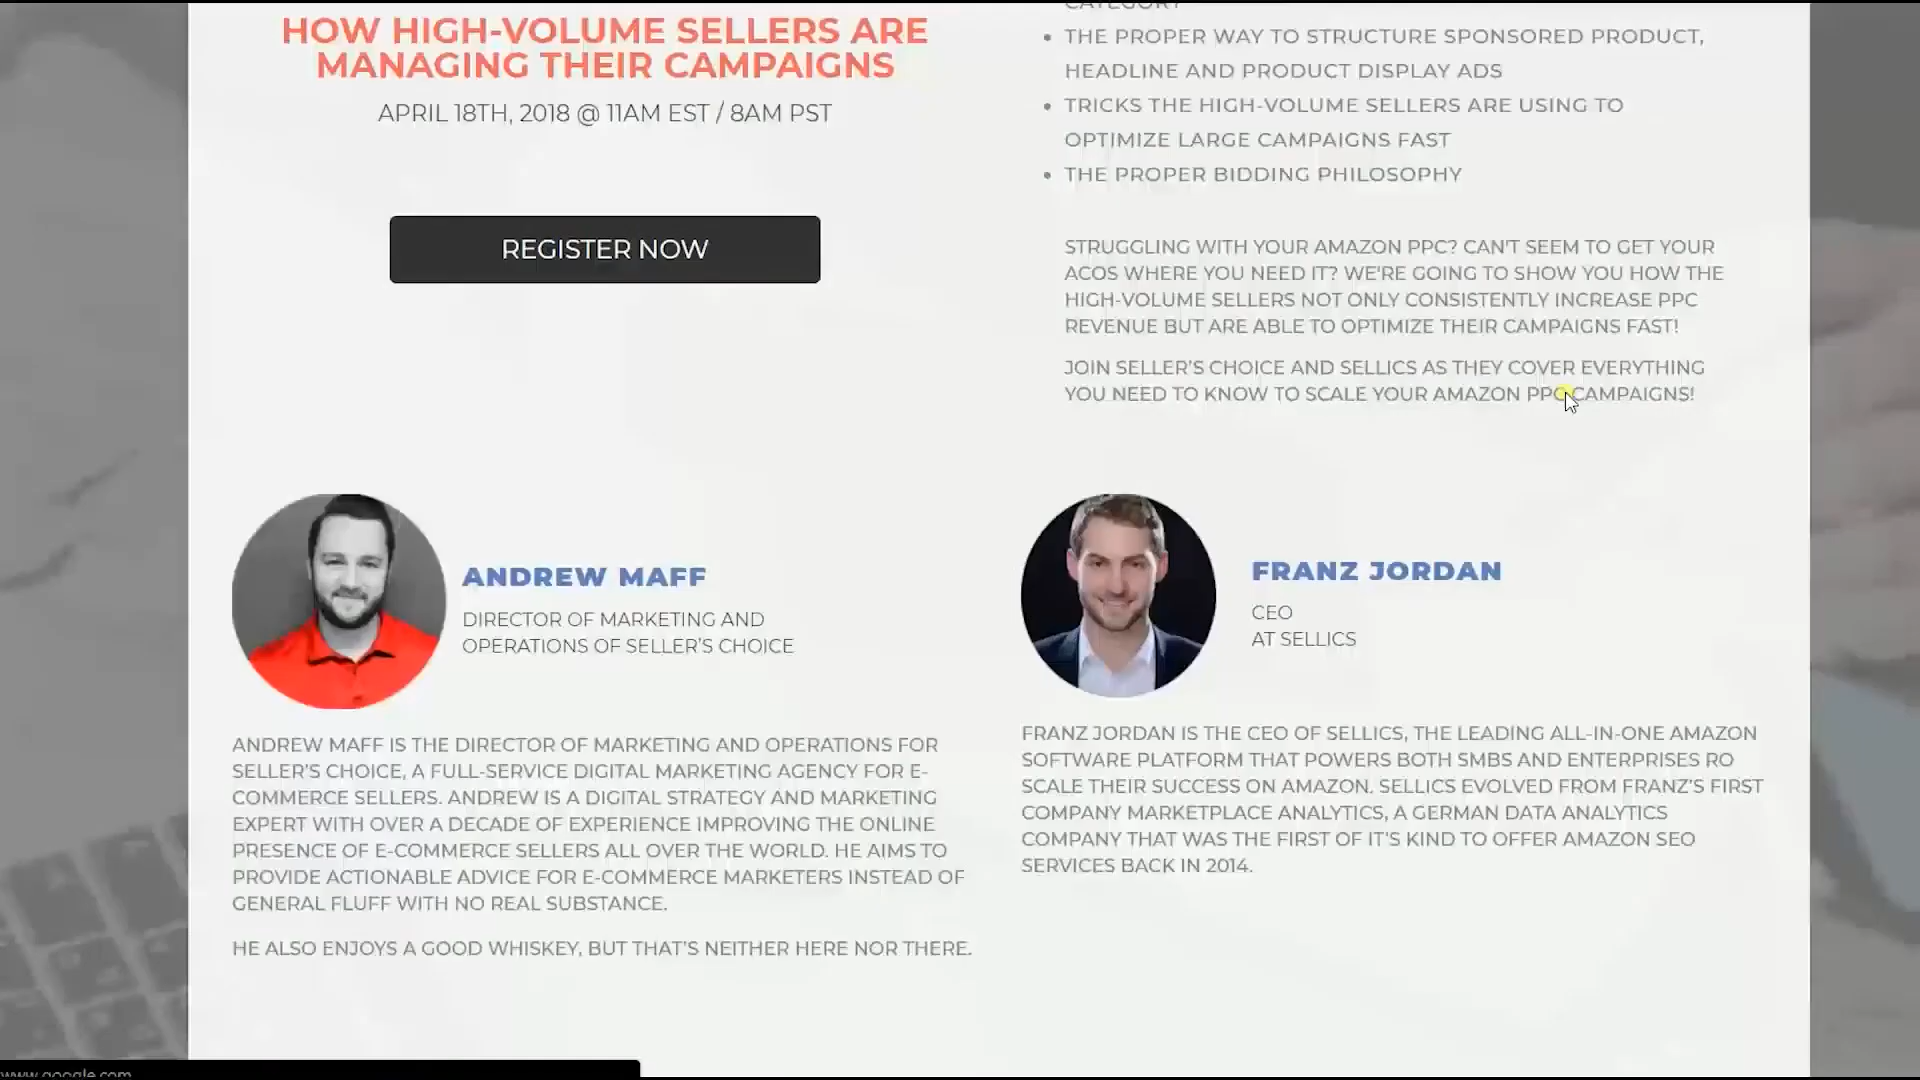 HOW HIGH-VOLUME SELLERS ARE
MANAGING THEIR CAMPAIGNS
APRIL 18TH, 2018 @ 11AM EST / 8AM PST
REGISTER NOW
CATEGORY
• THE PROPER WAY TO STRUCTURE SPONSORED PRODUCT,
HEADLINE AND PRODUCT DISPLAY ADS
• TRICKS THE HIGH-VOLUME SELLERS ARE USING TO
OPTIMIZE LARGE CAMPAIGNS FAST
• THE PROPER BIDDING PHILOSOPHY
STRUGGLING WITH YOUR AMAZON PPC? CAN'T SEEM TO GET YOUR
ACOS WHERE YOU NEED IT? WE'RE GOING TO SHOW YOU HOW THE
HIGH-VOLUME SELLERS NOT ONLY CONSISTENTLY INCREASE PPC
REVENUE BUT ARE ABLE TO OPTIMIZE THEIR CAMPAIGNS FAST!
JOIN SELLER'S CHOICE AND SELLICS AS THEY COVER EVERYTHING
YOU NEED TO KNOW TO SCALE YOUR AMAZON PPC CAMPAIGNS!
ANDREW MAFF
DIRECTOR OF MARKETING AND
OPERATIONS OF SELLER'S CHOICE
ANDREW MAFF IS THE DIRECTOR OF MARKETING AND OPERATIONS FOR
SELLER'S CHOICE, A FULL-SERVICE DIGITAL MARKETING AGENCY FOR E-
COMMERCE SELLERS. ANDREW IS A DIGITAL STRATEGY AND MARKETING
EXPERT WITH OVER A DECADE OF EXPERIENCE IMPROVING THE ONLINE
PRESENCE OF E-COMMERCE SELLERS ALL OVER THE WORLD. HE AIMS TO
PROVIDE ACTIONABLE ADVICE FOR E-COMMERCE MARKETERS INSTEAD OF
GENERAL FLUFF WITH NO REAL SUBSTANCE.
HE ALSO ENJOYS A GOOD WHISKEY, BUT THAT'S NEITHER HERE NOR THERE.
FRANZ JORDAN
CEO
AT SELLICS
FRANZ JORDAN IS THE CEO OF SELLICS, THE LEADING ALL-IN-ONE AMAZON
SOFTWARE PLATFORM THAT POWERS BOTH SMBS AND ENTERPRISES RO
SCALE THEIR SUCCESS ON AMAZON. SELLICS EVOLVED FROM FRANZ'S FIRST
COMPANY MARKETPLACE ANALYTICS, A GERMAN DATA ANALYTICS
COMPANY THAT WAS THE FIRST OF IT'S KIND TO OFFER AMAZON SEO
SERVICES BACK IN 2014.
www.google.com